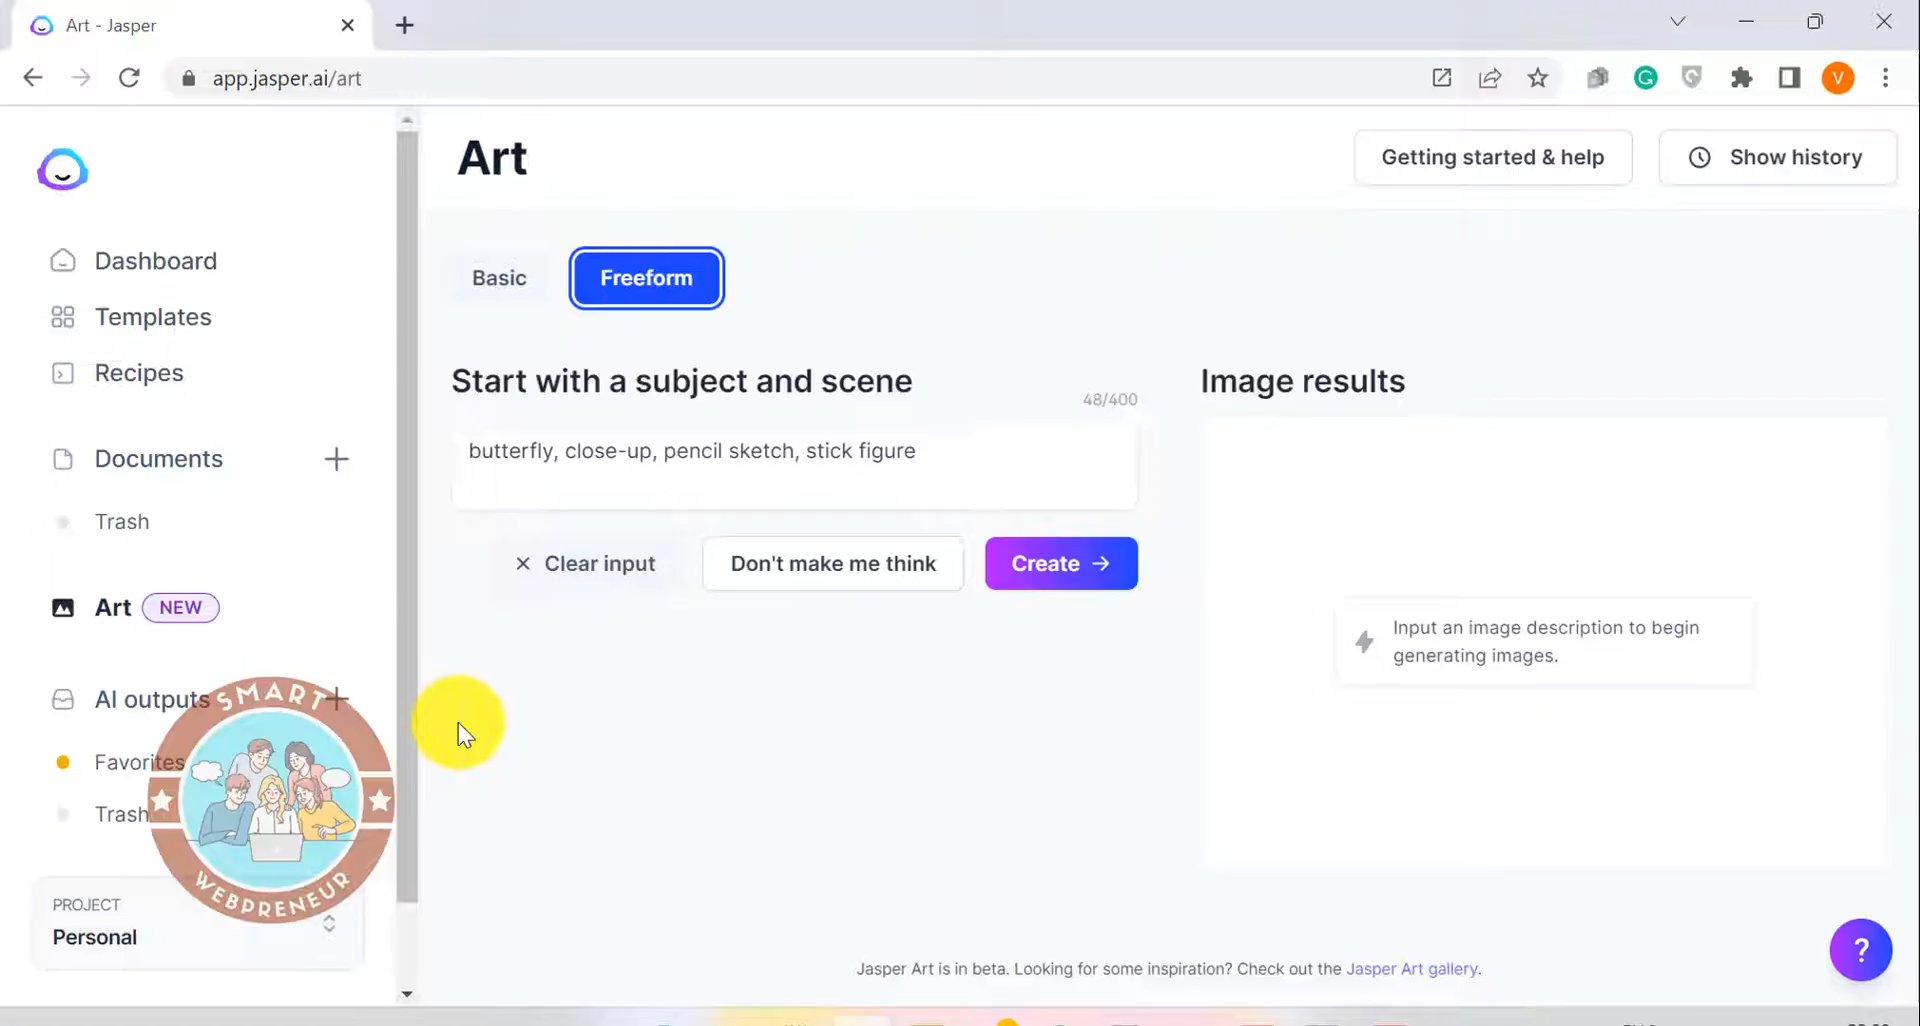 Art - Jasper
app.jasper.ai/art
V
Art
Getting started & help
Show history
Dashboard
Templates
Recipes
Documents
Trash
Art NEW
AI outputs
Favorites
Trash
PROJECT
Personal
SMART
WEBPRENEUR
Basic
Freeform
Start with a subject and scene
48/400
butterfly, close-up, pencil sketch, stick figure
Clear input
Don't make me think
Create
Image results
Input an image description to begin
generating images.
Jasper Art is in beta. Looking for some inspiration? Check out the Jasper Art gallery.
?